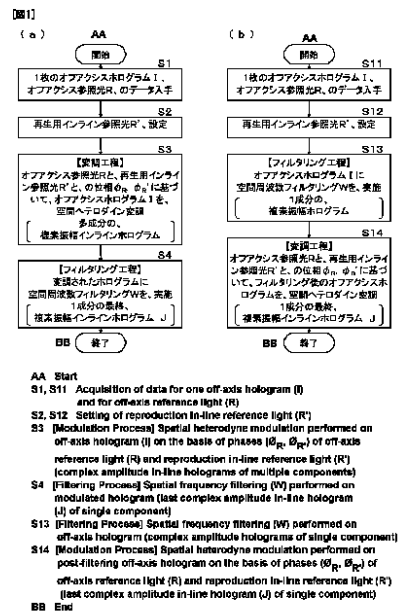 [図1]
(a)
AA
開始
S1
1枚のオフアクシスホログラムI、
オフアクシス参照光R、のデータ入手
S2
再生用インライン参照光R'、設定
S3
【変調工程】
オフアクシス参照光Rと、再生用インライ
ン参照光R'と、の位相φR、φR'に基づ
いて、オフアクシスホログラムIを、
空間ヘテロダイン変調
多成分の、
複素振幅インラインホログラム
S4
【フィルタリング工程】
変調されたホログラムに
空間周波数フィルタリングWを、実施
1成分の最終、
複素振幅インラインホログラム J
BB
終了
(b)
AA
開始
S11
1枚のオフアクシスホログラムI、
オフアクシス参照光R、のデータ入手
S12
再生用インライン参照光R'、設定
S13
【フィルタリング工程】
オフアクシスホログラムIに
空間周波数フィルタリングWを、実施
1成分の、
複素振幅ホログラム
S14
【変調工程】
オフアクシス参照光Rと、再生用インライ
ン参照光R'と、の位相φR、φR'に基づ
いて、フィルタリング後のオフアクシスホ
ログラムを、空間ヘテロダイン変調
1成分の最終、
複素振幅インラインホログラム J
BB
終了
AA Start
S1, S11 Acquisition of data for one off-axis hologram (I)
and for off-axis reference light (R)
S2, S12 Setting of reproduction in-line reference light (R')
S3 [Modulation Process] Spatial heterodyne modulation performed on
off-axis hologram (I) on the basis of phases (ØR, ØR') of off-axis
reference light (R) and reproduction in-line reference light (R')
(complex amplitude in-line holograms of multiple components)
S4 [Filtering Process] Spatial frequency filtering (W) performed on
modulated hologram (last complex amplitude in-line hologram
(J) of single component)
S13 [Filtering Process] Spatial frequency filtering (W) performed on
off-axis hologram (complex amplitude holograms of single component)
S14 [Modulation Process] Spatial heterodyne modulation performed on
post-filtering off-axis hologram on the basis of phases (ØR, ØR') of
off-axis reference light (R) and reproduction in-line reference light (R')
(last complex amplitude in-line hologram (J) of single component)
BB End